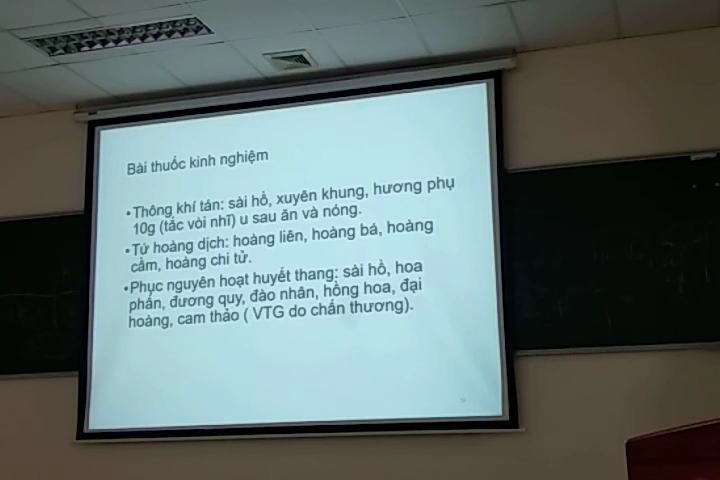 Bài thuốc kinh nghiệm
•Thông khí tán: sài hồ, xuyên khung, hương phụ
10g (tắc vòi nhĩ) u sau ăn và nóng.
•Tứ hoàng dịch: hoàng liên, hoàng bá, hoàng
cầm, hoàng chi tử.
•Phục nguyên hoạt huyết thang: sài hồ, hoa
phấn, đương quy, đào nhân, hồng hoa, đại
hoàng, cam thảo ( VTG do chấn thương).